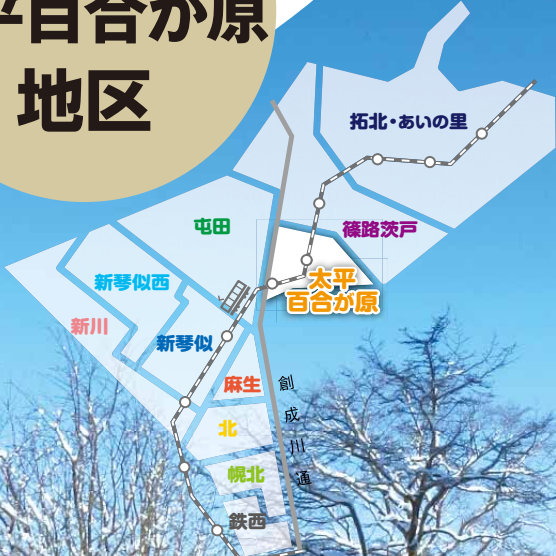 平百合が原
地区
拓北・あいの里
屯田
篠路茨戸
新琴似西
太平
百合が原
新川
新琴似
麻生
創成川通
北
幌北
鉄西